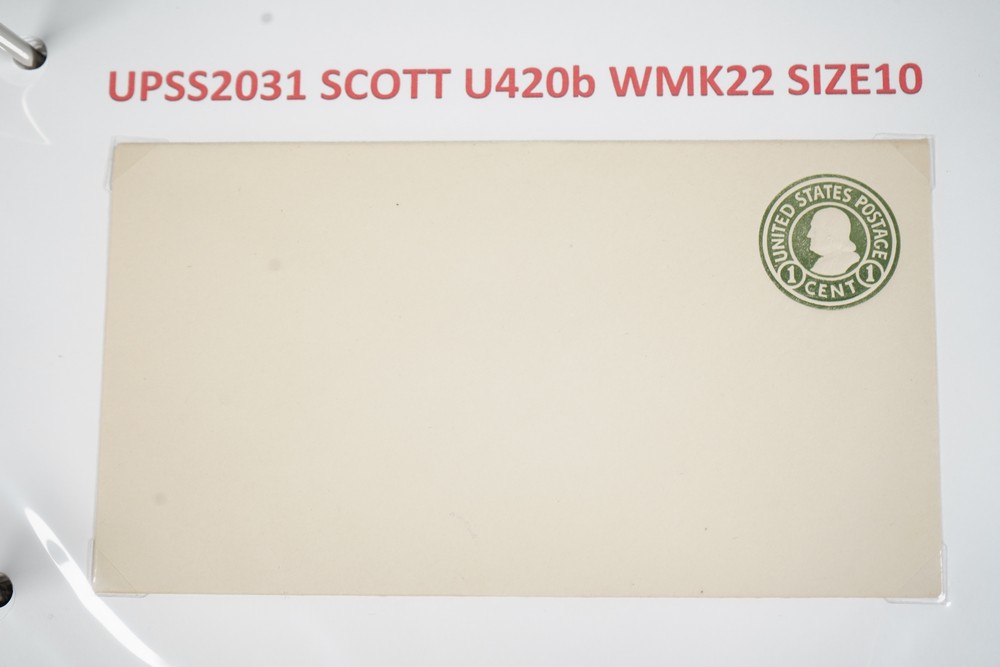 UPSS2031 SCOTT U420b WMK22 SIZE10
UNITED STATES POSTAGE
1 CENT 1